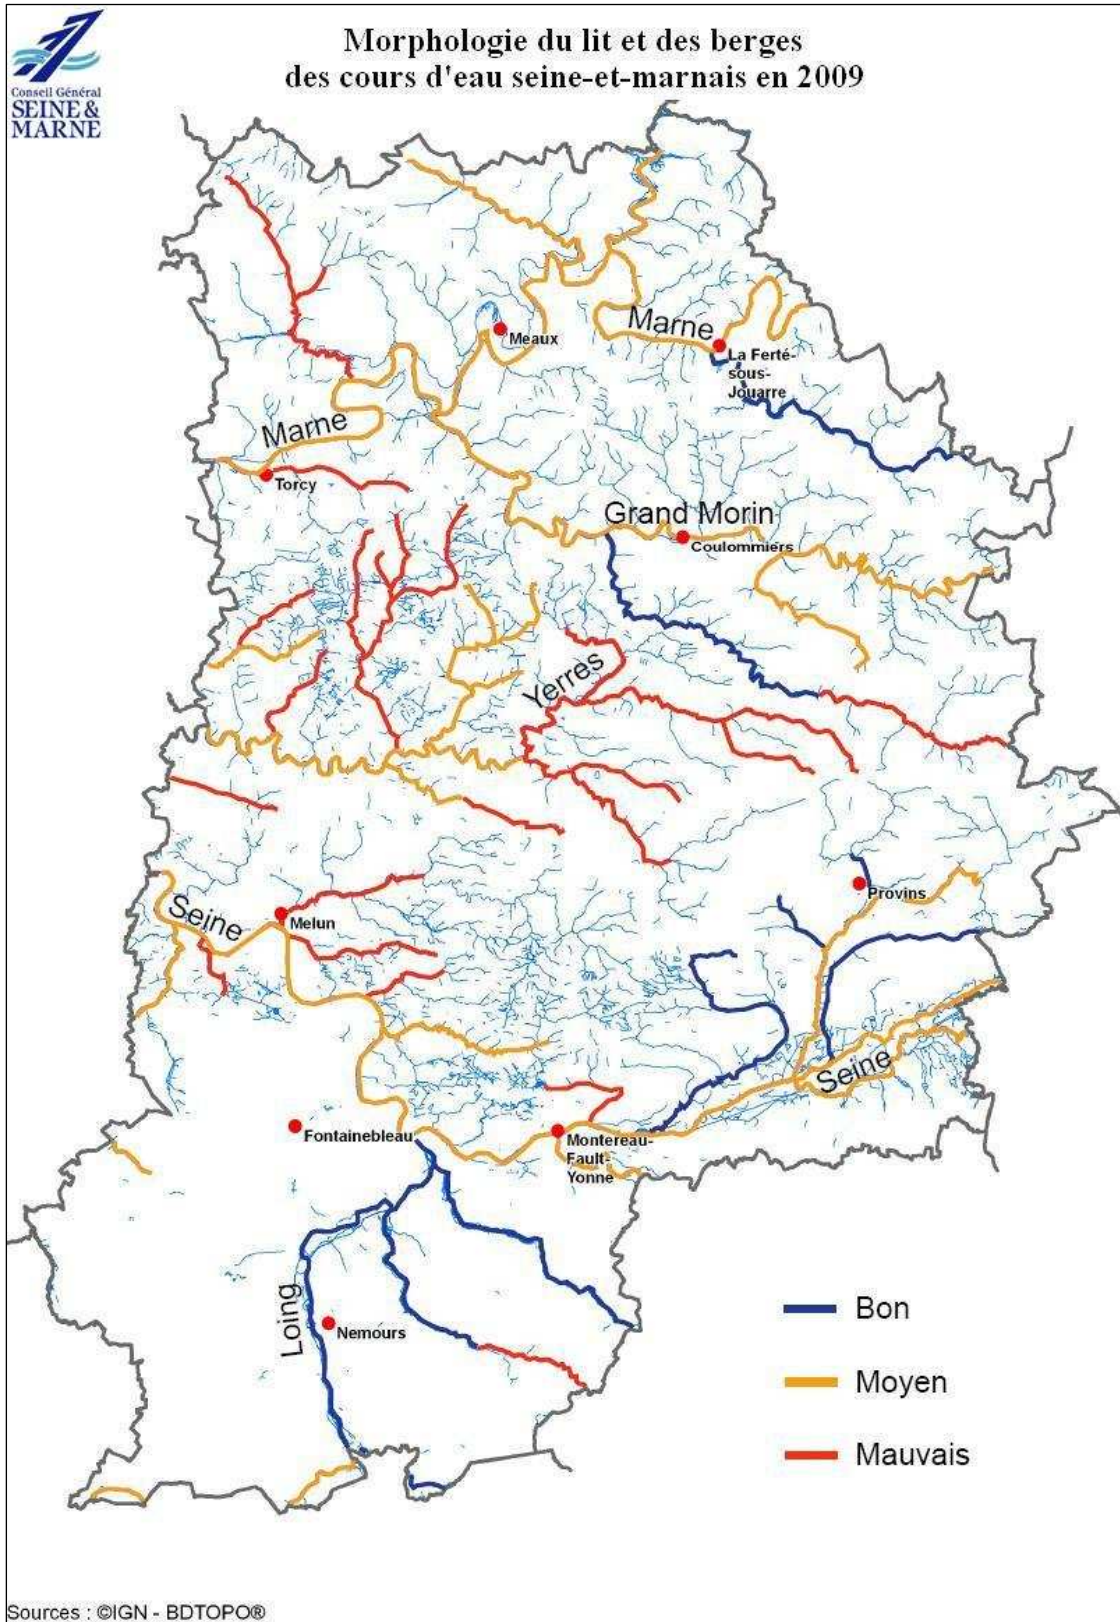 Morphologie du lit et des berges
des cours d'eau seine-et-marnais en 2009
Conseil Général
SEINE &
MARNE
Meaux
Marne
La Ferté-
sous-
Jouarre
Marne
Torcy
Grand Morin
Coulommiers
Yerres
Provins
Seine
Melun
Seine
Fontainebleau
Montereau-
Fault-
Yonne
Loing
Nemours
Bon
Moyen
Mauvais
Sources : ©IGN - BDTOPO®